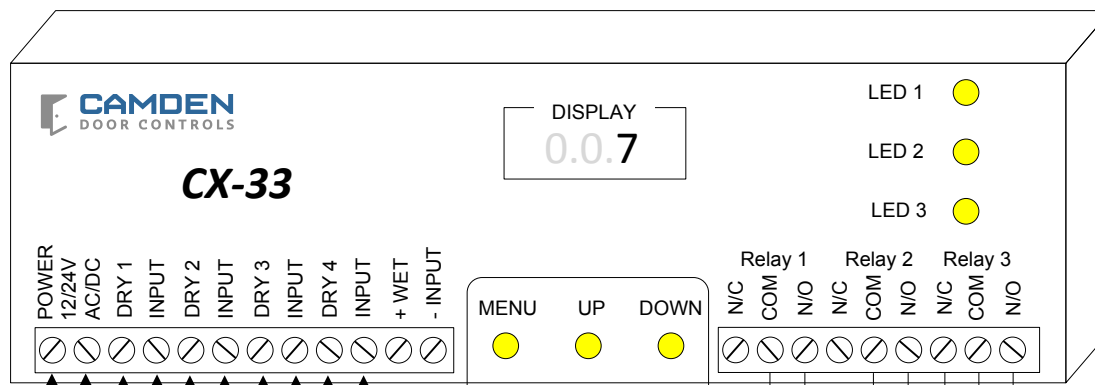 CAMDEN
DOOR CONTROLS
CX-33
DISPLAY
0.0.7
LED 1
LED 2
LED 3
POWER
12/24V
AC/DC
DRY 1
INPUT
DRY 2
INPUT
DRY 3
INPUT
DRY 4
INPUT
+ WET
- INPUT
MENU UP DOWN
Relay 1 Relay 2 Relay 3
N/C
COM
N/O
N/C
COM
N/O
N/C
COM
N/O